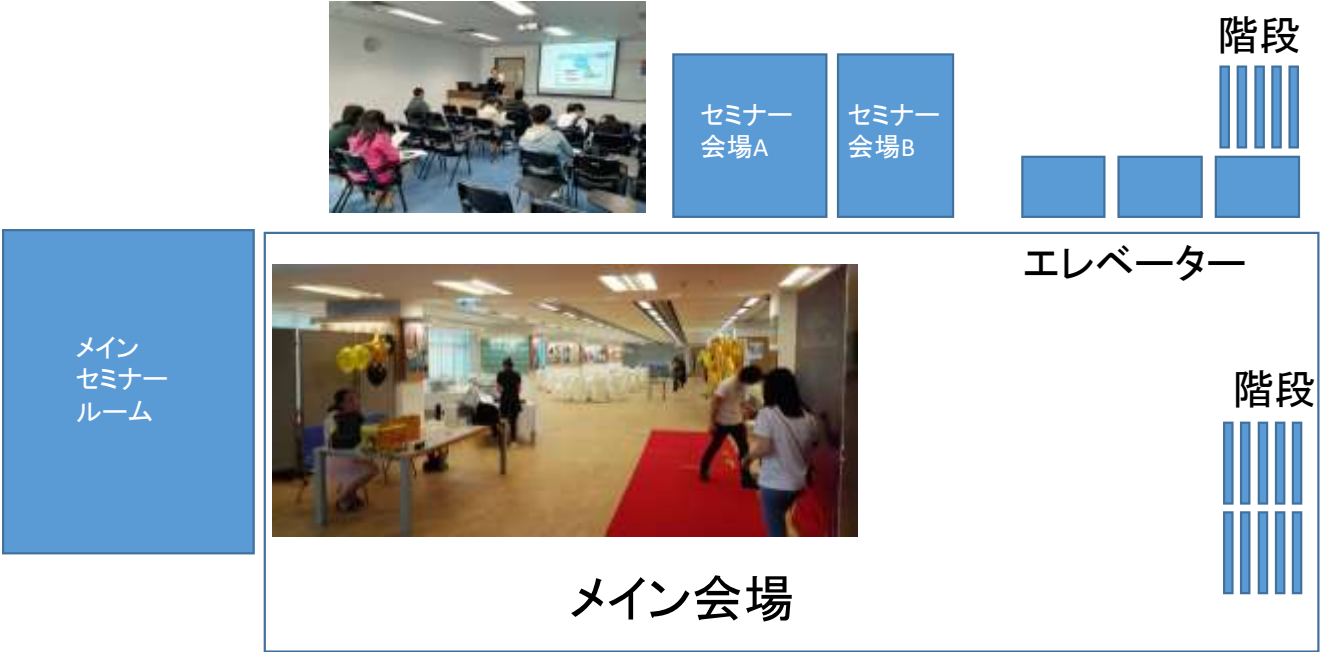 階段
セミナー
会場A
セミナー
会場B
エレベーター
メイン
セミナー
ルーム
階段
メイン会場